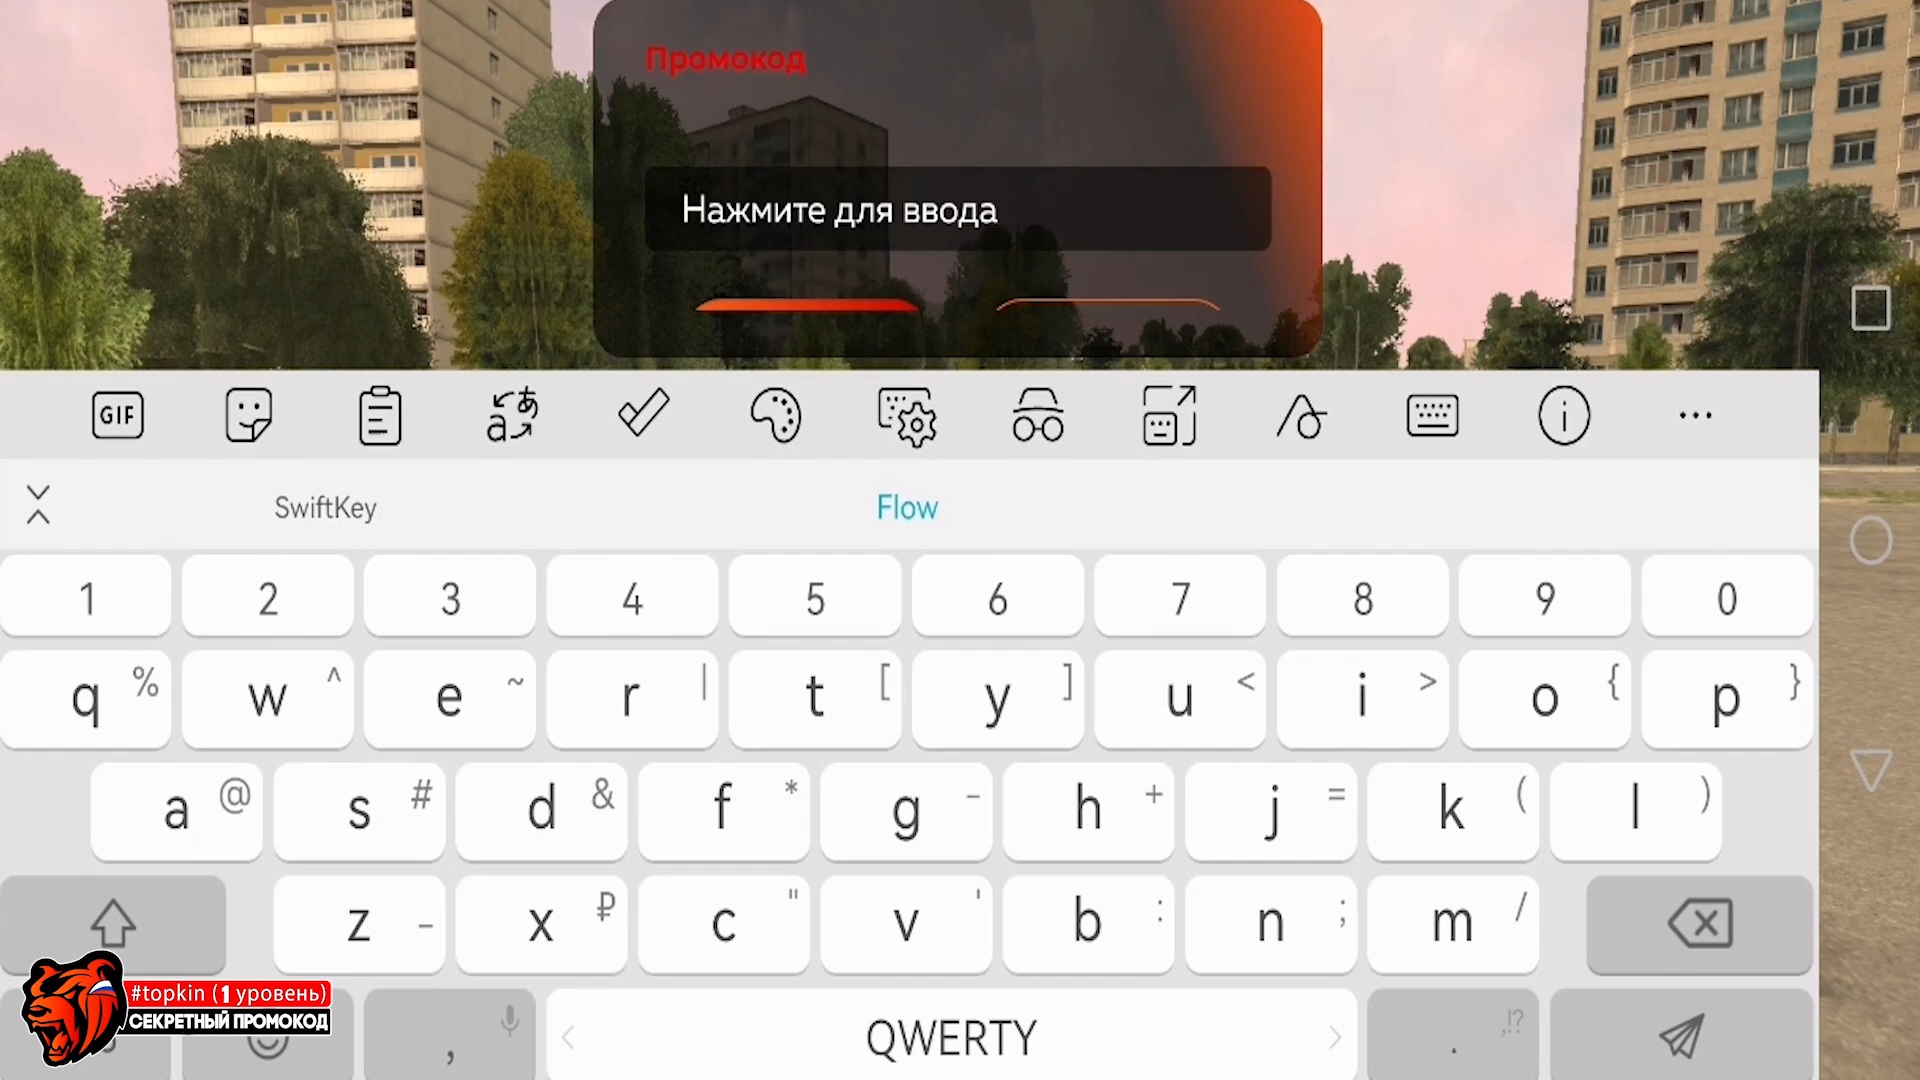 Промокод
Нажмите для ввода
GIF
SwiftKey Flow
1 2 3 4 5 6 7 8 9 0
q % w ^ e ~ r | t [ y ] u < i > o { p }
a @ s # d & f * g - h + j = k ( l )
z _ x ₽ c " v ' b : n ; m /
#topkin (1 уровень)
СЕКРЕТНЫЙ ПРОМОКОД
, QWERTY . ,!?